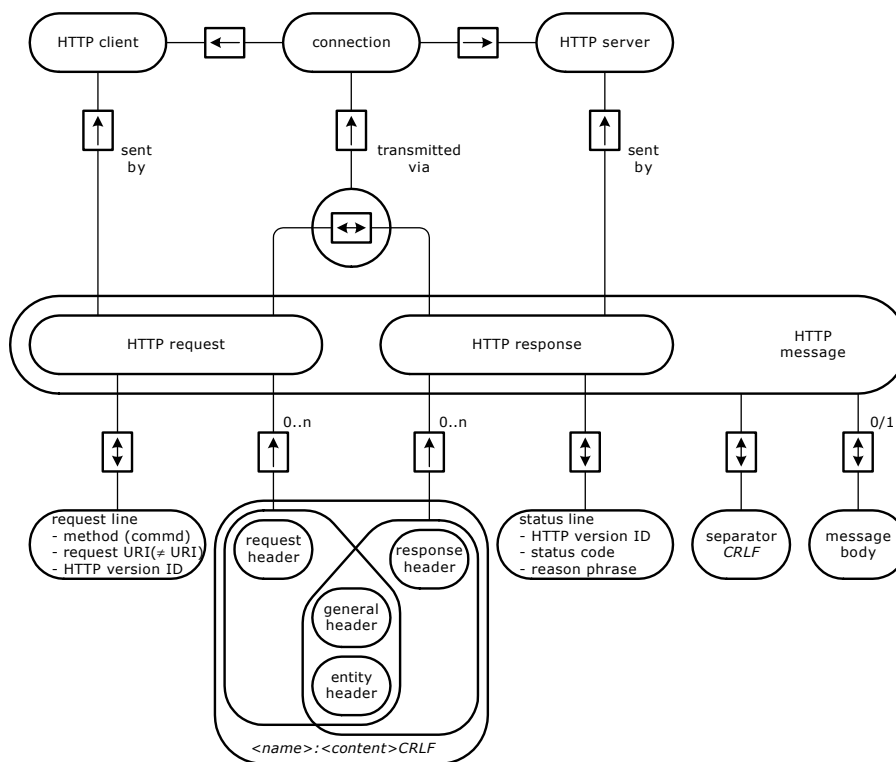 HTTP client
connection
HTTP server
sent
by
transmitted
via
sent
by
HTTP request
HTTP response
HTTP
message
0..n
0..n
0/1
request line
- method (commd)
- request URI(≠ URI)
- HTTP version ID
request
header
response
header
general
header
entity
header
<name>:<content>CRLF
status line
- HTTP version ID
- status code
- reason phrase
separator
CRLF
message
body